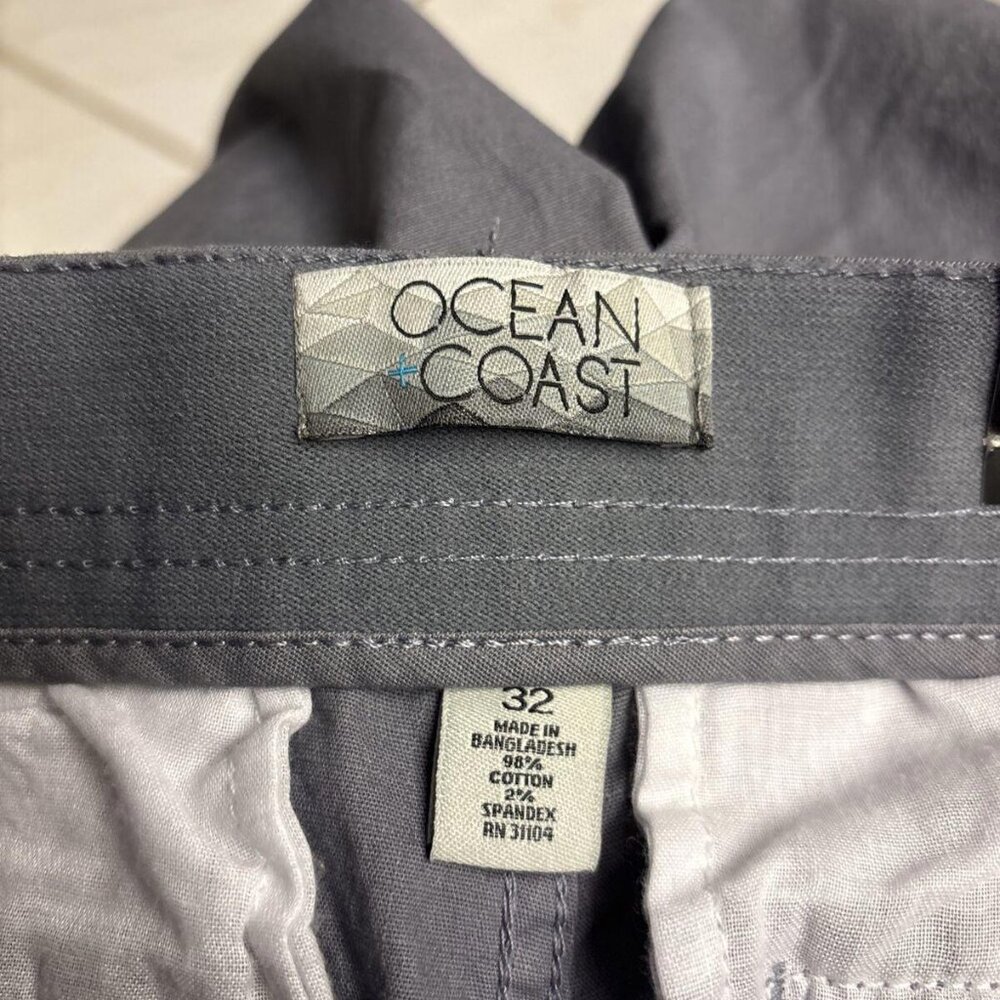 OCEAN
+COAST
32
MADE IN
BANGLADESH
98%
COTTON
2%
SPANDEX
RN 31104